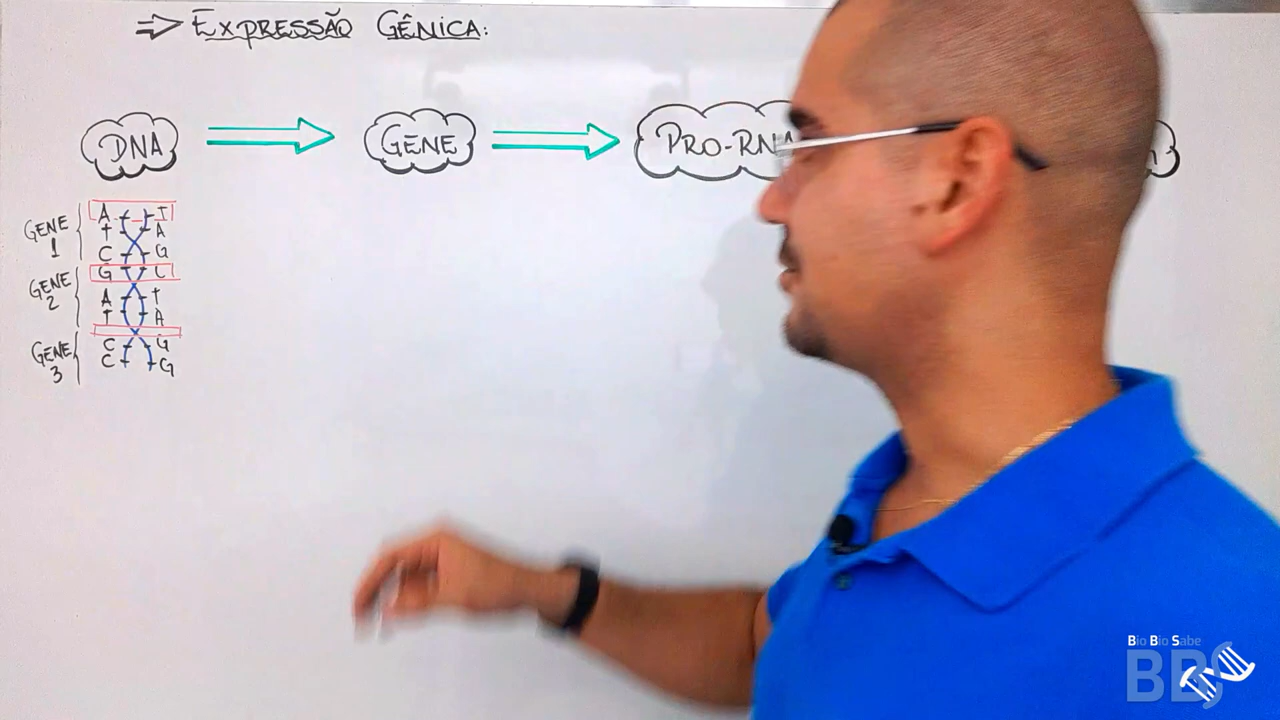 ⇒ EXPRESSÃO GÊNICA:
DNA ⇒ GENE ⇒ PRO-RNA
GENE 1
A T
T A
C G
GENE 2
G C
A T
T A
GENE 3
C G
C G
Bio Bio Sabe
BBS